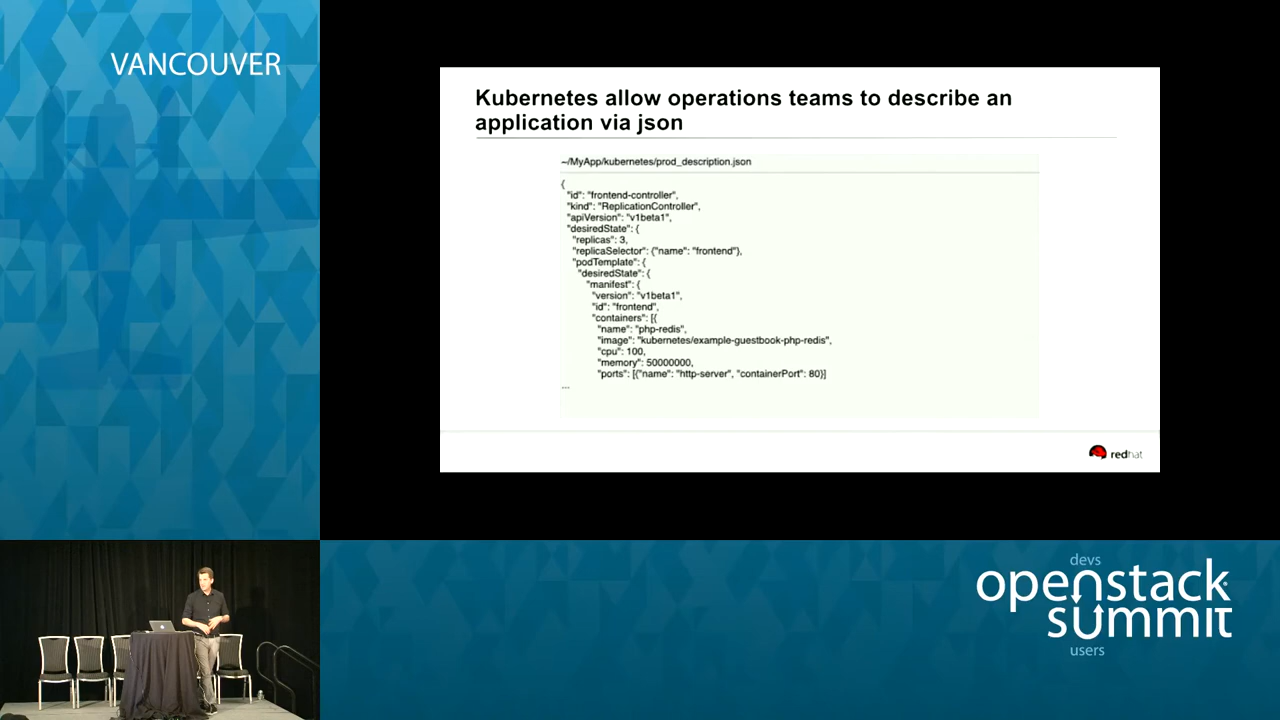 VANCOUVER
Kubernetes allow operations teams to describe an
application via json
~/MyApp/kubernetes/prod_description.json
{
"id": "frontend-controller",
"kind": "ReplicationController",
"apiVersion": "v1beta1",
"desiredState": {
"replicas": 3,
"replicaSelector": {"name": "frontend"},
"podTemplate": {
"desiredState": {
"manifest": {
"version": "v1beta1",
"id": "frontend",
"containers": [{
"name": "php-redis",
"image": "kubernetes/example-guestbook-php-redis",
"cpu": 100,
"memory": 50000000,
"ports": [{"name": "http-server", "containerPort": 80}]
...
redhat
devs
openstack
summit
users